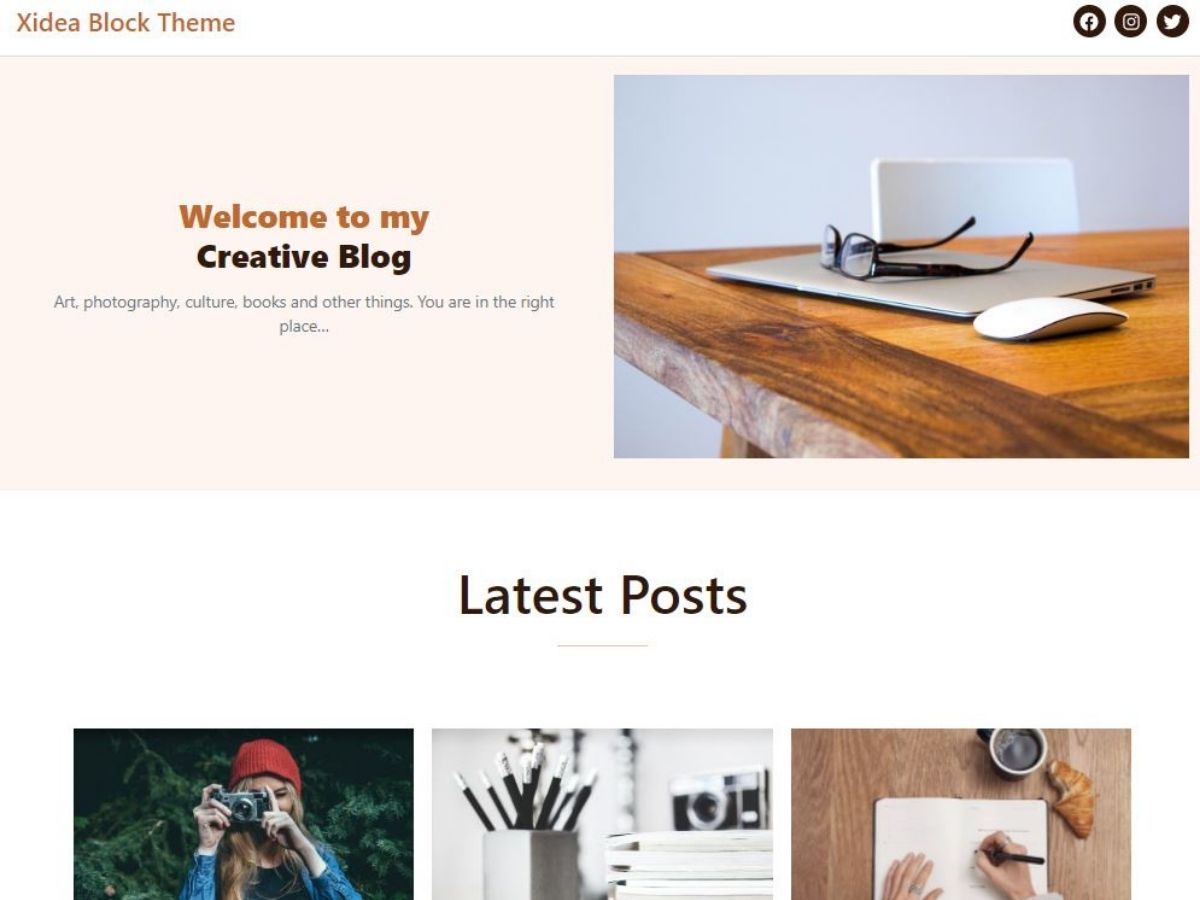 Xidea Block Theme
Welcome to my
Creative Blog
Art, photography, culture, books and other things. You are in the right
place...
Latest Posts